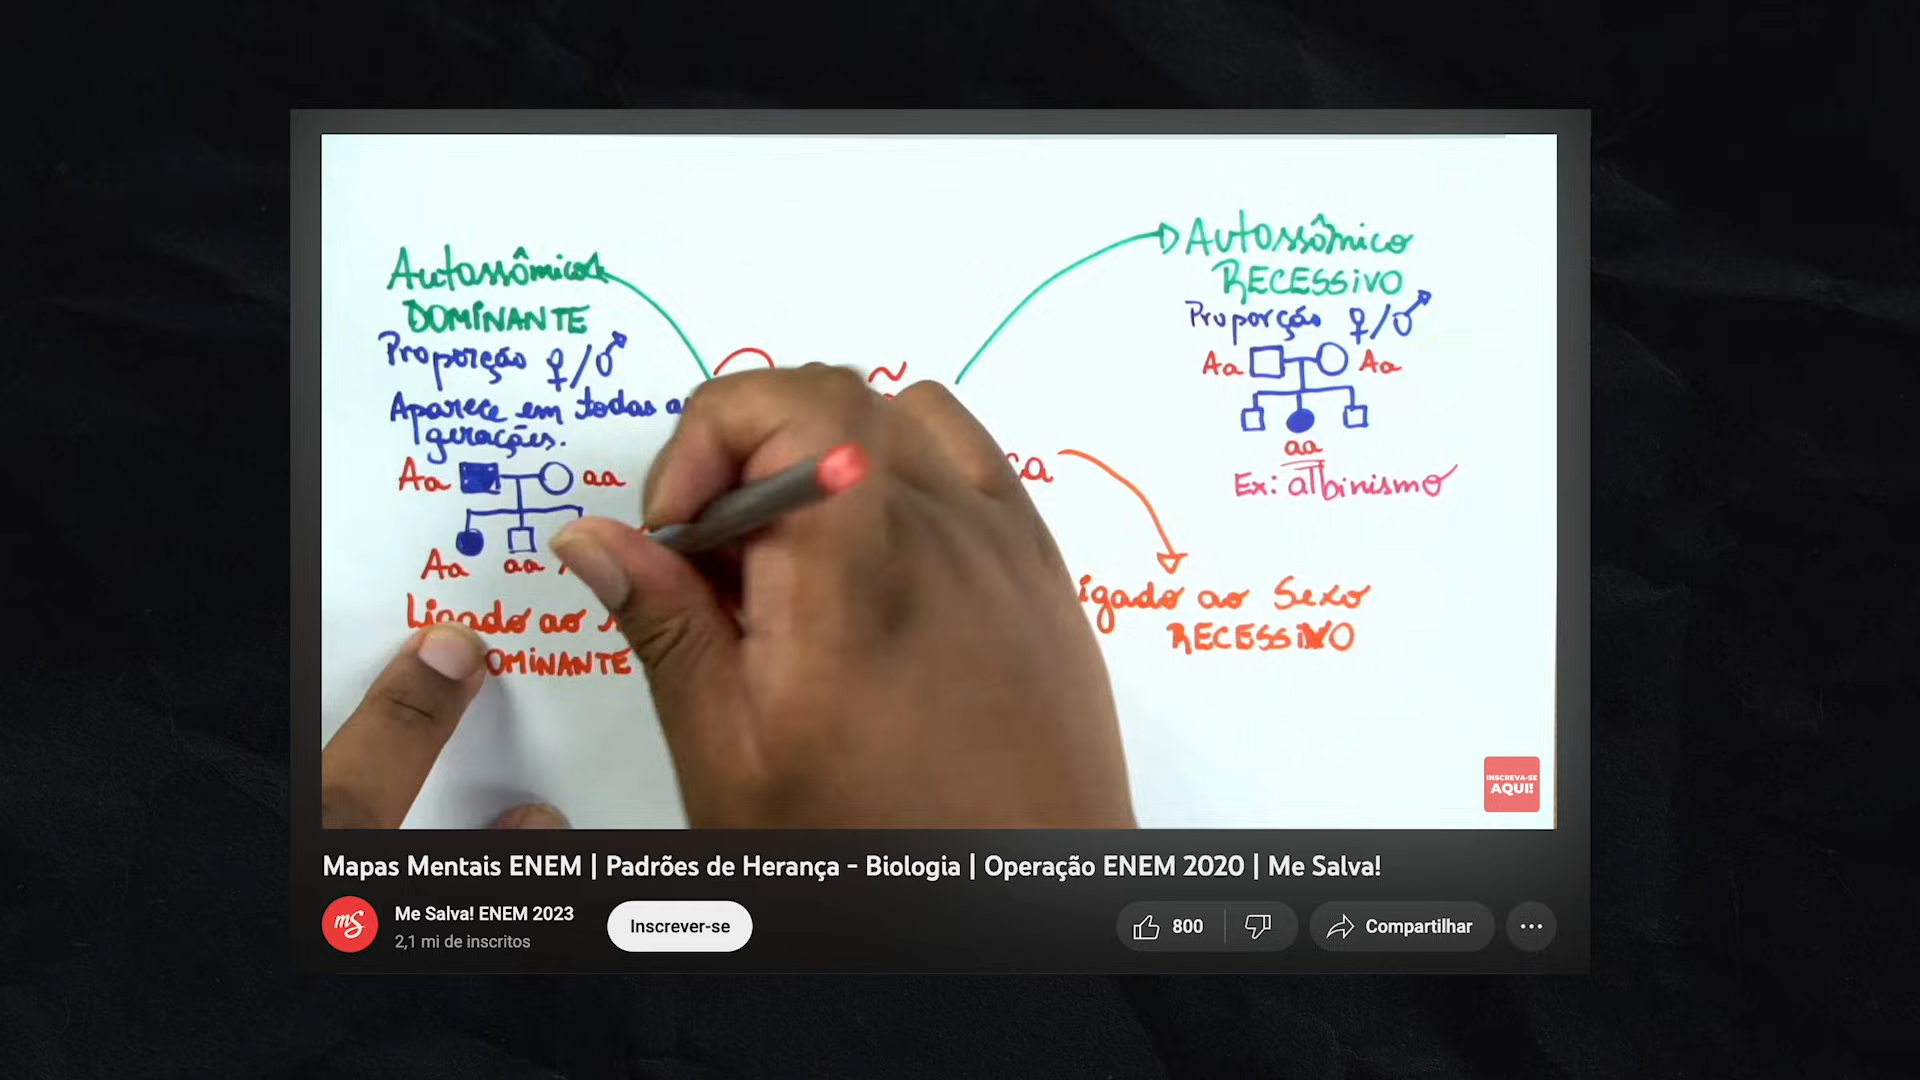 Autossômico
DOMINANTE
Proporção ♀/♂
Aparece em todas
gerações.
Aa aa
Aa aa
Ligado ao
OMINANTE
Autossômico
RECESSIVO
Proporção ♀/♂
Aa Aa
aa
Ex: albinismo
igado ao Sexo
RECESSIVO
INSCREVA-SE
AQUI!
Mapas Mentais ENEM | Padrões de Herança - Biologia | Operação ENEM 2020 | Me Salva!
mS
Me Salva! ENEM 2023
2,1 mi de inscritos
Inscrever-se
800
Compartilhar